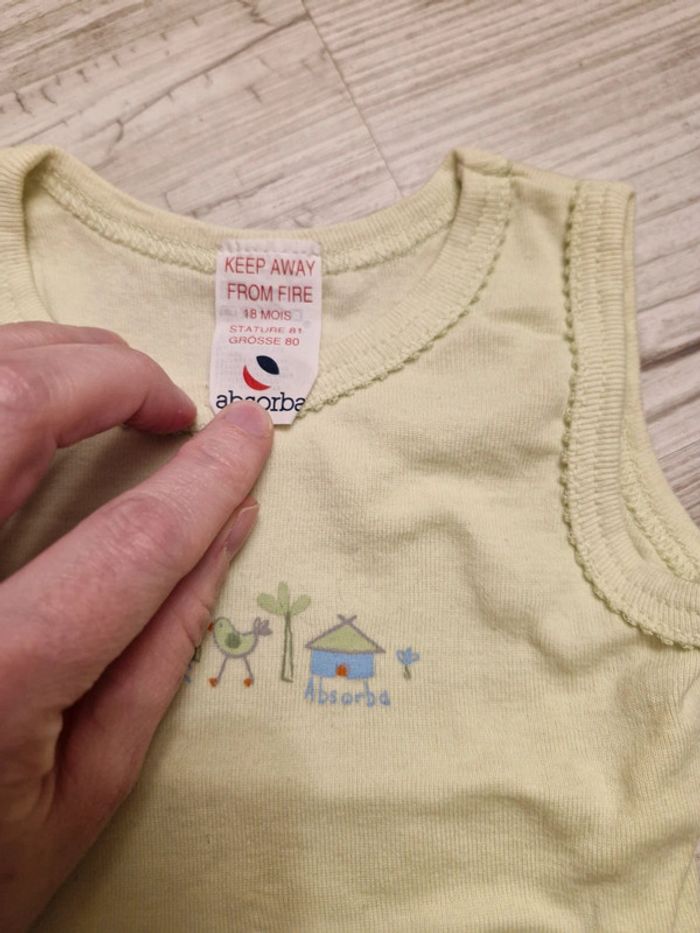 KEEP AWAY
FROM FIRE
18 MOIS
STATURE 81
GRÖSSE 80
absorba
Absorba